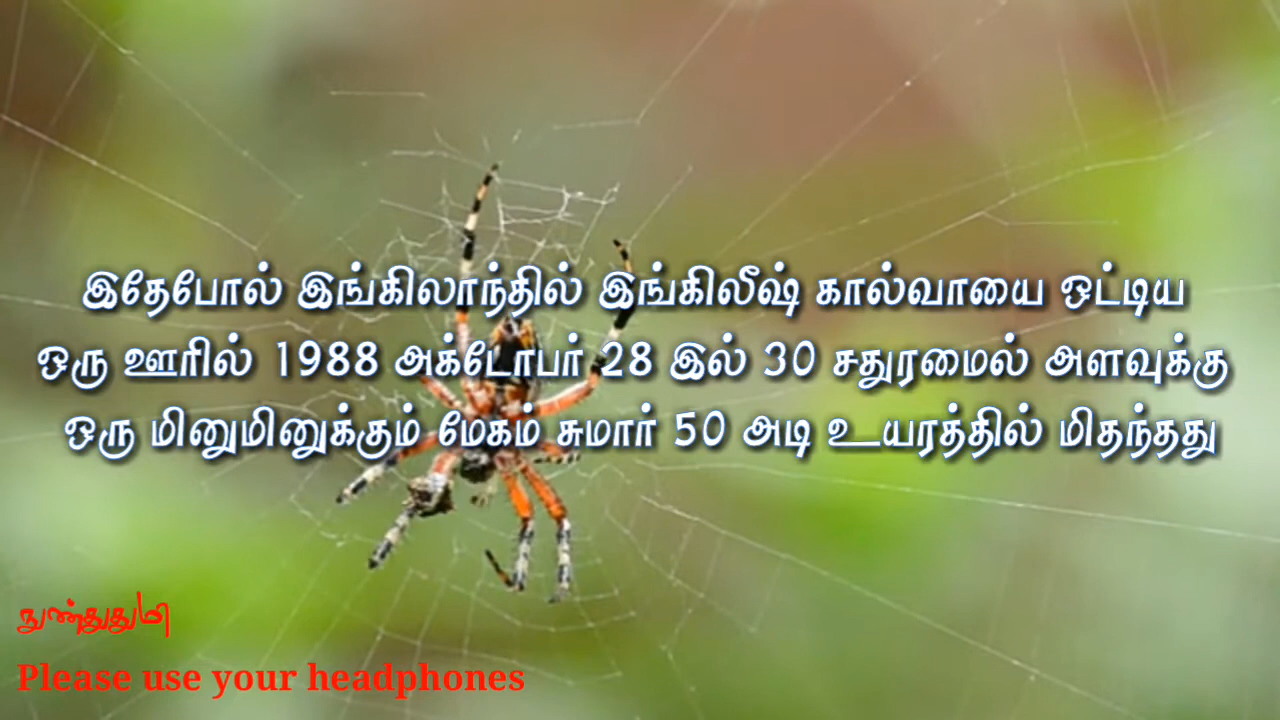 இதேபோல் இங்கிலாந்தில் இங்கிலீஷ் கால்வாயை ஒட்டிய
ஒரு ஊரில் 1988 அக்டோபர் 28 இல் 30 சதுரமைல் அளவுக்கு
ஒரு மினுமினுக்கும் மேகம் சுமார் 50 அடி உயரத்தில் மிதந்தது
நுண்துதுமி
Please use your headphones